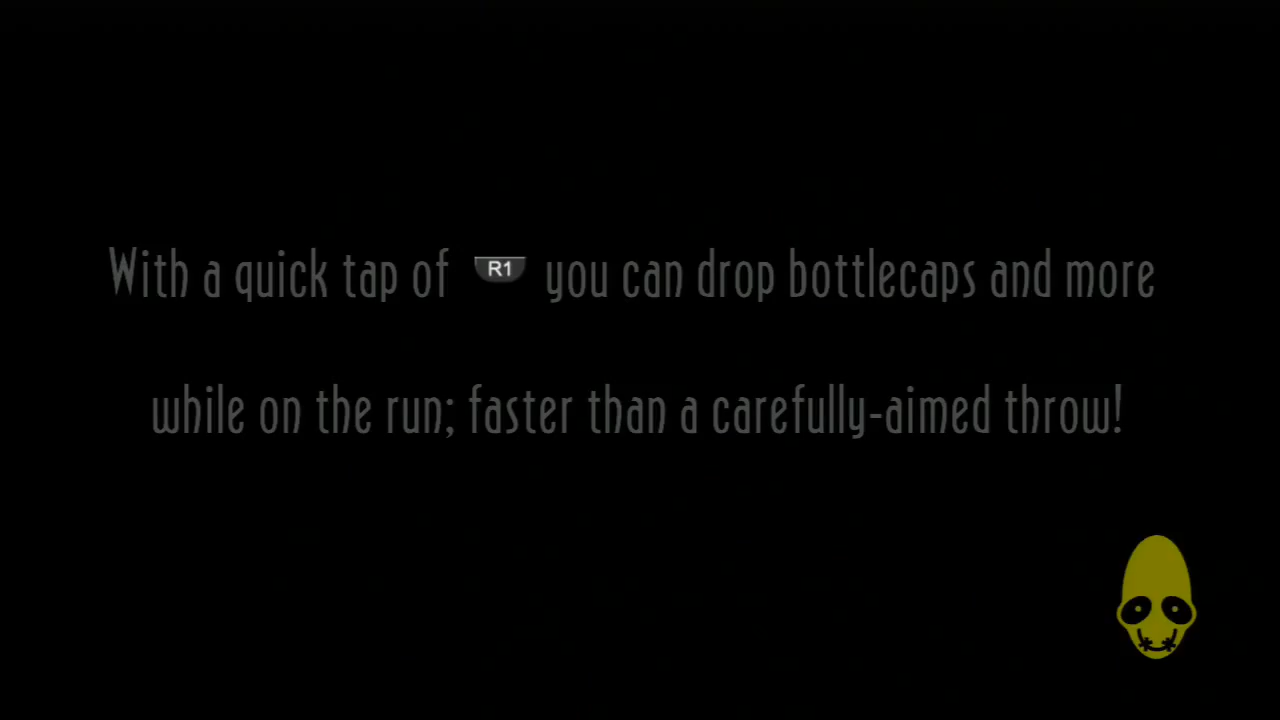 With a quick tap of R1 you can drop bottlecaps and more
while on the run; faster than a carefully-aimed throw!